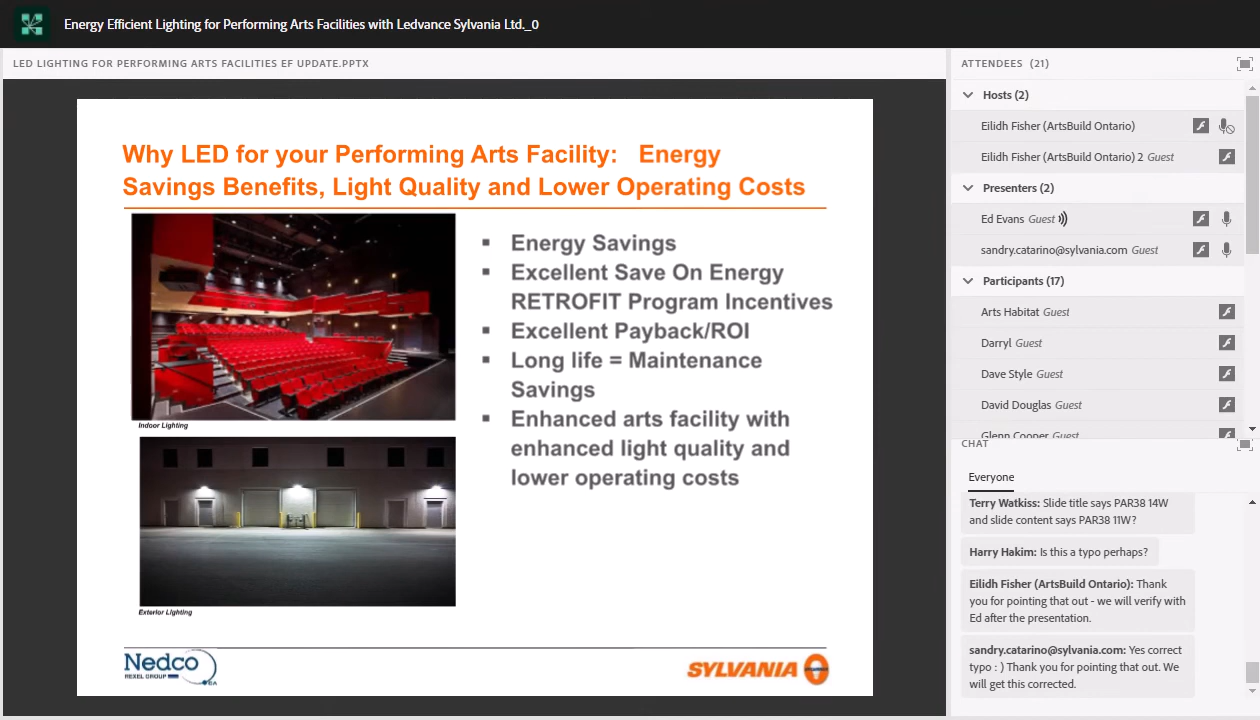 Energy Efficient Lighting for Performing Arts Facilities with Ledvance Sylvania Ltd._0
LED LIGHTING FOR PERFORMING ARTS FACILITIES EF UPDATE.PPTX
Why LED for your Performing Arts Facility: Energy
Savings Benefits, Light Quality and Lower Operating Costs
Indoor Lighting
Exterior Lighting
▪ Energy Savings
▪ Excellent Save On Energy
RETROFIT Program Incentives
▪ Excellent Payback/ROI
▪ Long life = Maintenance
Savings
▪ Enhanced arts facility with
enhanced light quality and
lower operating costs
Nedco
REXEL GROUP
SYLVANIA
ATTENDEES (21)
Hosts (2)
Eilidh Fisher (ArtsBuild Ontario)
Eilidh Fisher (ArtsBuild Ontario) 2 Guest
Presenters (2)
Ed Evans Guest
sandry.catarino@sylvania.com Guest
Participants (17)
Arts Habitat Guest
Darryl Guest
Dave Style Guest
David Douglas Guest
Glenn Cooper Guest
CHAT
Everyone
Terry Watkiss: Slide title says PAR38 14W
and slide content says PAR38 11W?
Harry Hakim: Is this a typo perhaps?
Eilidh Fisher (ArtsBuild Ontario): Thank
you for pointing that out - we will verify with
Ed after the presentation.
sandry.catarino@sylvania.com: Yes correct
typo : ) Thank you for pointing that out. We
will get this corrected.